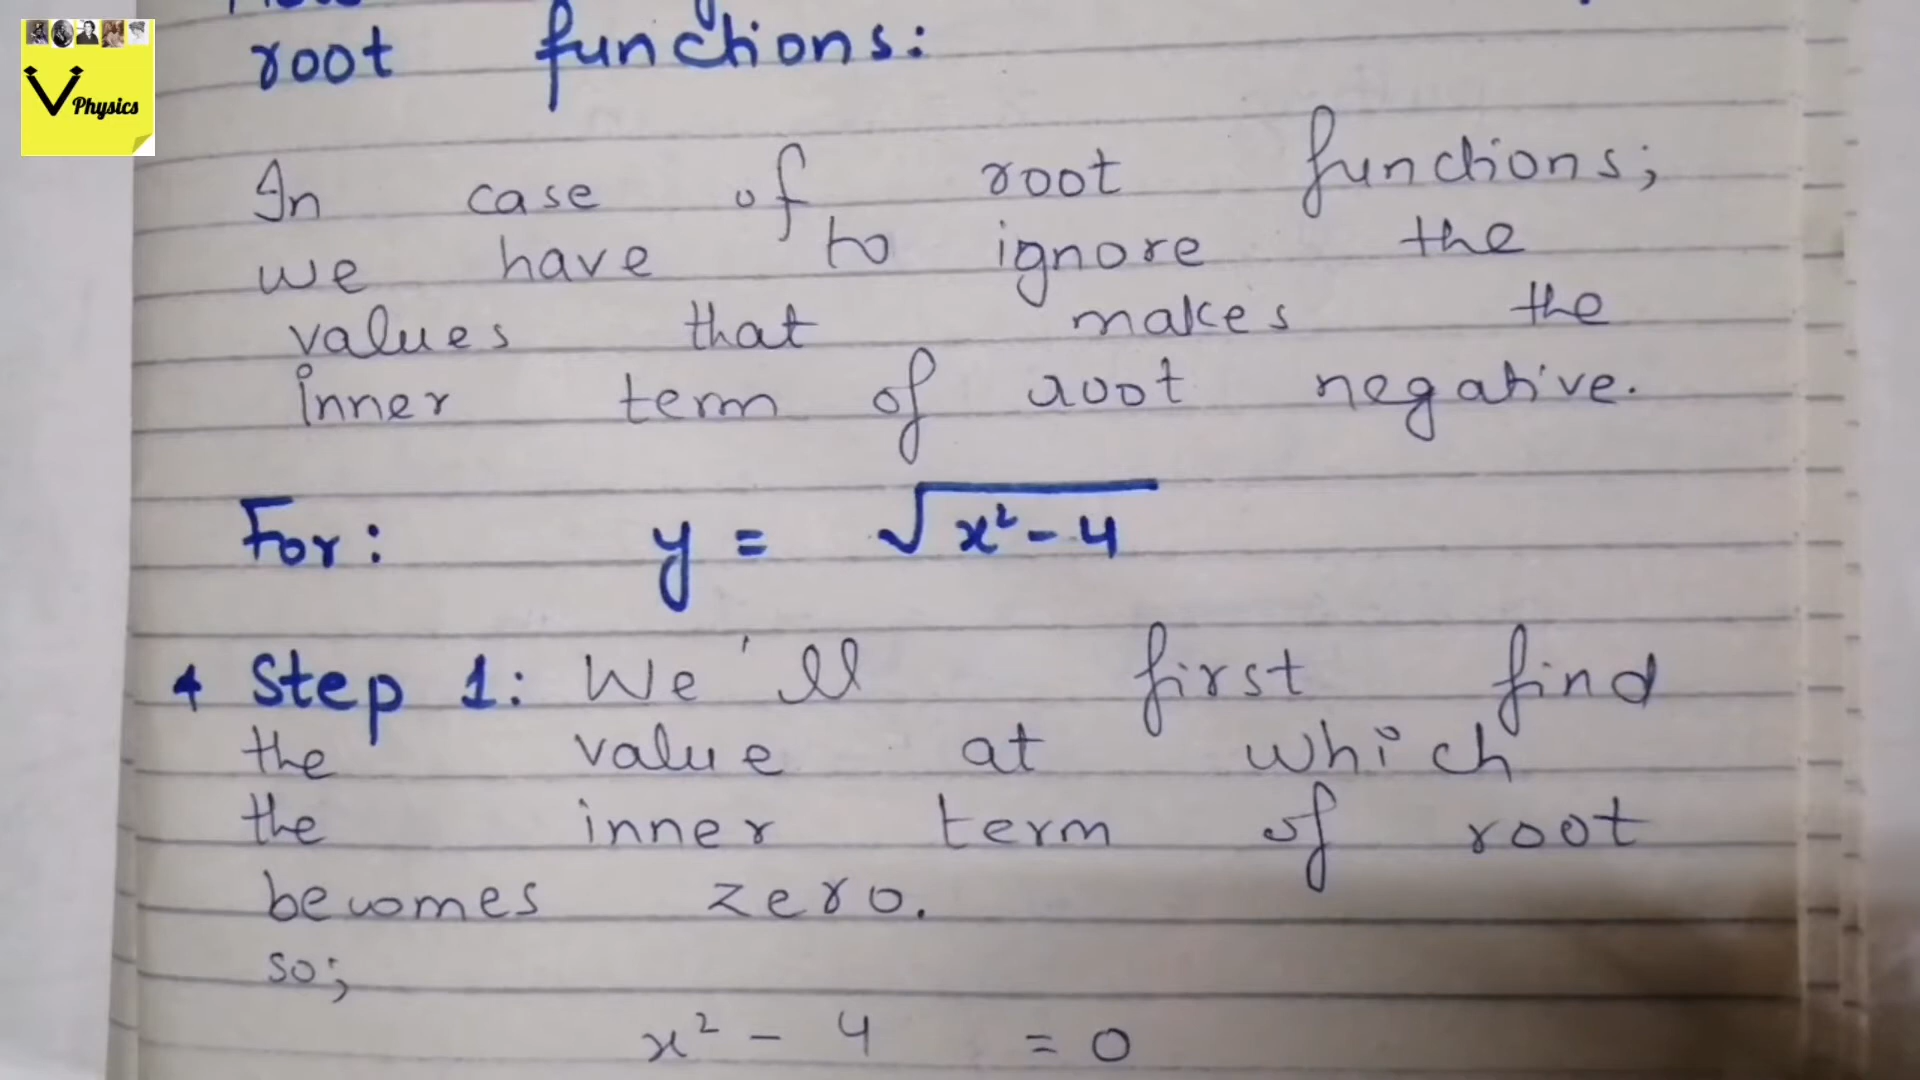 root functions:
V Physics
In case of root functions;
we have to ignore the
values that makes the
inner term of root negative.
For: y = √x² - 4
Step 1: We'll first find
the value at which
the inner term of root
becomes zero.
so;
x² - 4 = 0